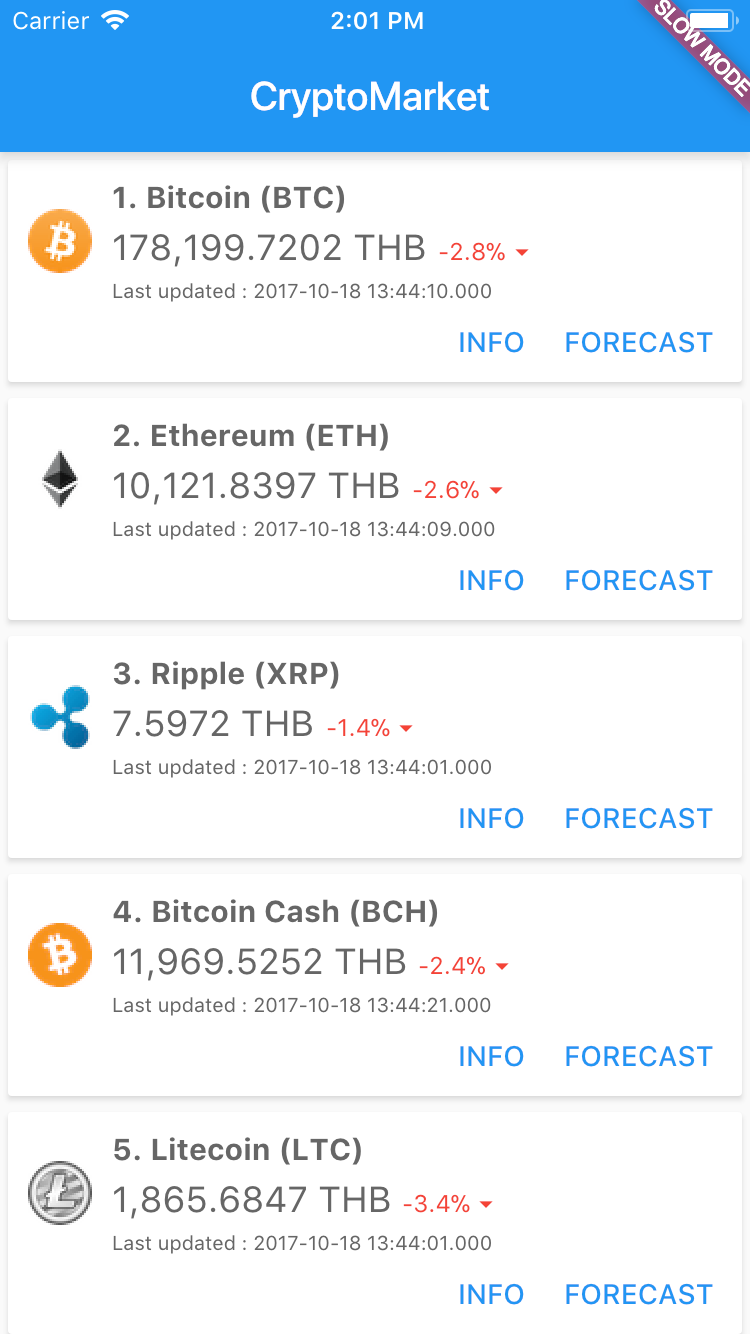 Carrier 2:01 PM
SLOW MODE
CryptoMarket
1. Bitcoin (BTC)
178,199.7202 THB -2.8%
Last updated : 2017-10-18 13:44:10.000
INFO FORECAST
2. Ethereum (ETH)
10,121.8397 THB -2.6%
Last updated : 2017-10-18 13:44:09.000
INFO FORECAST
3. Ripple (XRP)
7.5972 THB -1.4%
Last updated : 2017-10-18 13:44:01.000
INFO FORECAST
4. Bitcoin Cash (BCH)
11,969.5252 THB -2.4%
Last updated : 2017-10-18 13:44:21.000
INFO FORECAST
5. Litecoin (LTC)
1,865.6847 THB -3.4%
Last updated : 2017-10-18 13:44:01.000
INFO FORECAST